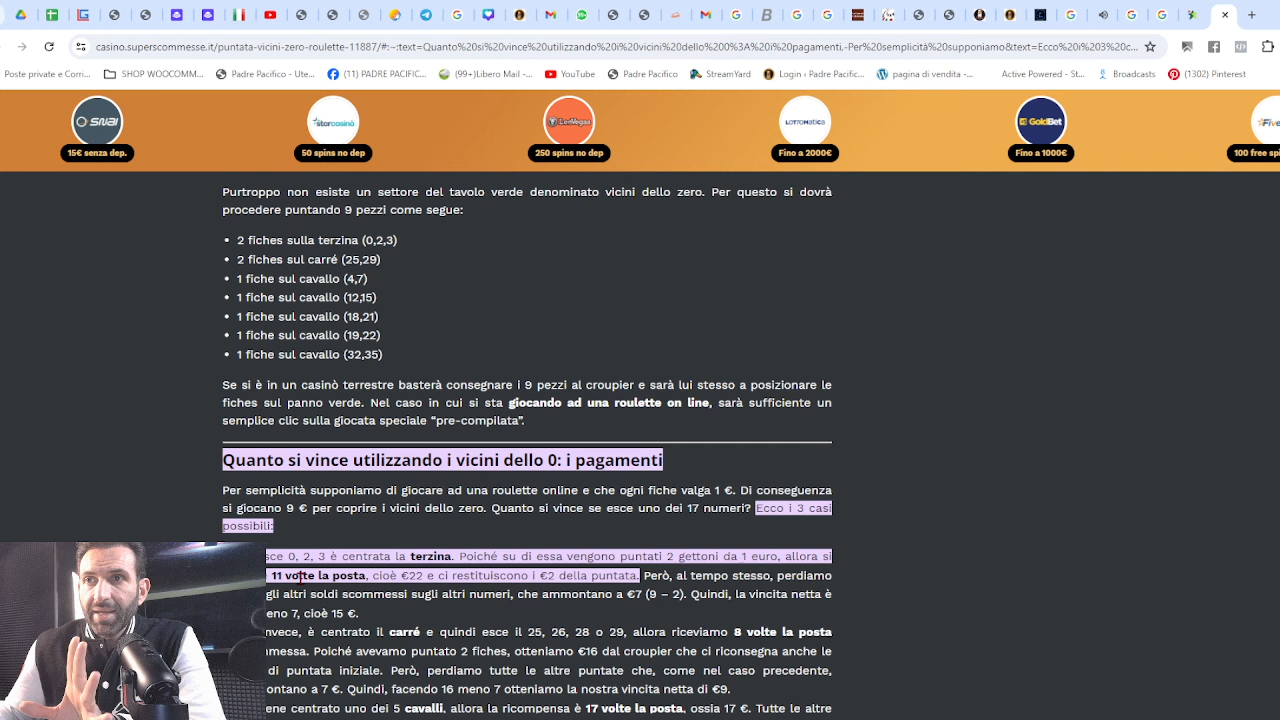 casino.superscommesse.it/puntata-vicini-zero-roulette-11887/#:~:text=Quanto%20si%20vince%20utilizzando%20i%20vicini%20dello%200%3A%20i%20pagamenti,-Per%20semplicità%20supponiamo&text=Ecco%20i%203%20c...
Poste private e Corri... SHOP WOOCOMM... Padre Pacifico - Ute... (11) PADRE PACIFIC... (99+)Libero Mail -... YouTube Padre Pacifico StreamYard Login ‹ Padre Pacific... pagina di vendita -... Active Powered - St... Broadcasts (1302) Pinterest
SNAI starcasinò LeoVegas LOTTOMATICA GoldBet Five
15€ senza dep. 50 spins no dep 250 spins no dep Fino a 2000€ Fino a 1000€ 100 free spi
Purtroppo non esiste un settore del tavolo verde denominato vicini dello zero. Per questo si dovrà
procedere puntando 9 pezzi come segue:
• 2 fiches sulla terzina (0,2,3)
• 2 fiches sul carré (25,29)
• 1 fiche sul cavallo (4,7)
• 1 fiche sul cavallo (12,15)
• 1 fiche sul cavallo (18,21)
• 1 fiche sul cavallo (19,22)
• 1 fiche sul cavallo (32,35)
Se si è in un casinò terrestre basterà consegnare i 9 pezzi al croupier e sarà lui stesso a posizionare le
fiches sul panno verde. Nel caso in cui si sta giocando ad una roulette on line, sarà sufficiente un
semplice clic sulla giocata speciale “pre-compilata”.
Quanto si vince utilizzando i vicini dello 0: i pagamenti
Per semplicità supponiamo di giocare ad una roulette online e che ogni fiche valga 1 €. Di conseguenza
si giocano 9 € per coprire i vicini dello zero. Quanto si vince se esce uno dei 17 numeri? Ecco i 3 casi
possibili:
sce 0, 2, 3 è centrata la terzina. Poiché su di essa vengono puntati 2 gettoni da 1 euro, allora si
11 volte la posta, cioè €22 e ci restituiscono i €2 della puntata. Però, al tempo stesso, perdiamo
gli altri soldi scommessi sugli altri numeri, che ammontano a €7 (9 – 2). Quindi, la vincita netta è
eno 7, cioè 15 €.
nvece, è centrato il carré e quindi esce il 25, 26, 28 o 29, allora riceviamo 8 volte la posta
mmessa. Poiché avevamo puntato 2 fiches, otteniamo €16 dal croupier che ci riconsegna anche le
di puntata iniziale. Però, perdiamo tutte le altre puntate che, come nel caso precedente,
ontano a 7 €. Quindi, facendo 16 meno 7 otteniamo la nostra vincita netta di €9.
ene centrato uno dei 5 cavalli, allora la ricompensa è 17 volte la posta, ossia 17 €. Tutte le altre